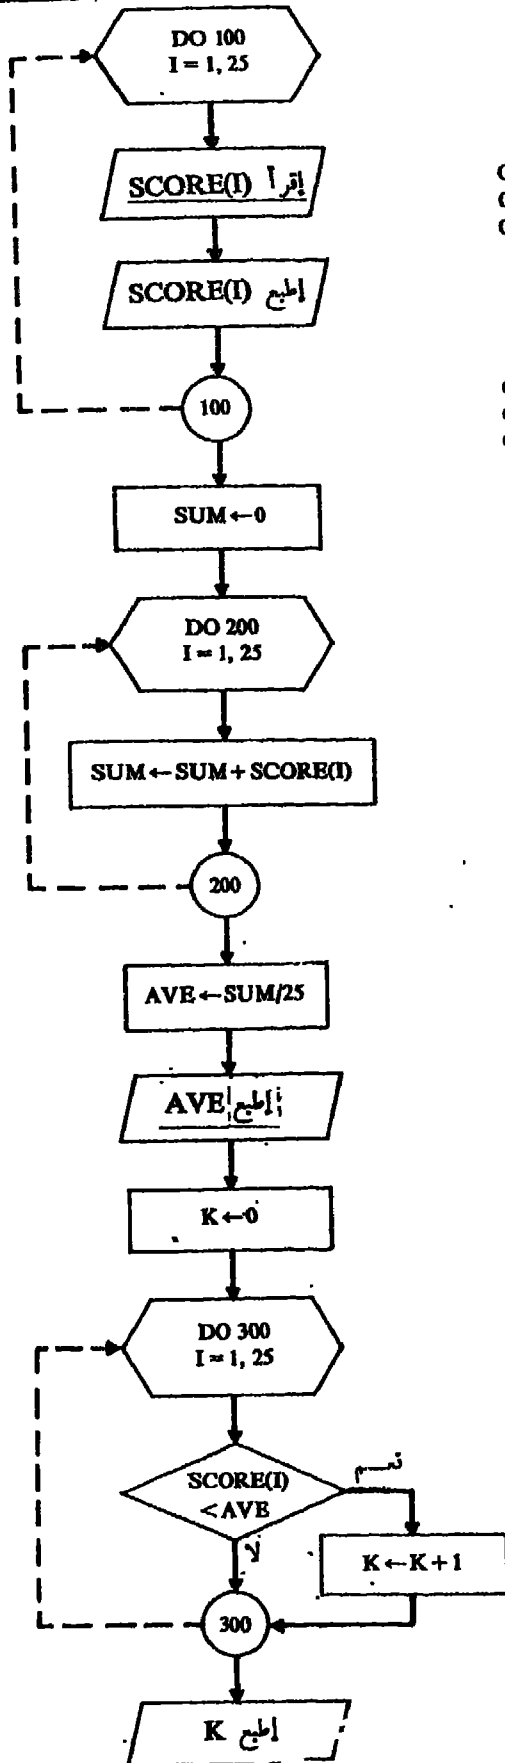 DO 100
I = 1, 25
إقرأ SCORE(I)
إطبع SCORE(I)
100
SUM ← 0
DO 200
I = 1, 25
SUM ← SUM + SCORE(I)
200
AVE ← SUM/25
إطبع AVE
K ← 0
DO 300
I = 1, 25
SCORE(I)
< AVE
نعم
لا
K ← K + 1
300
إطبع K